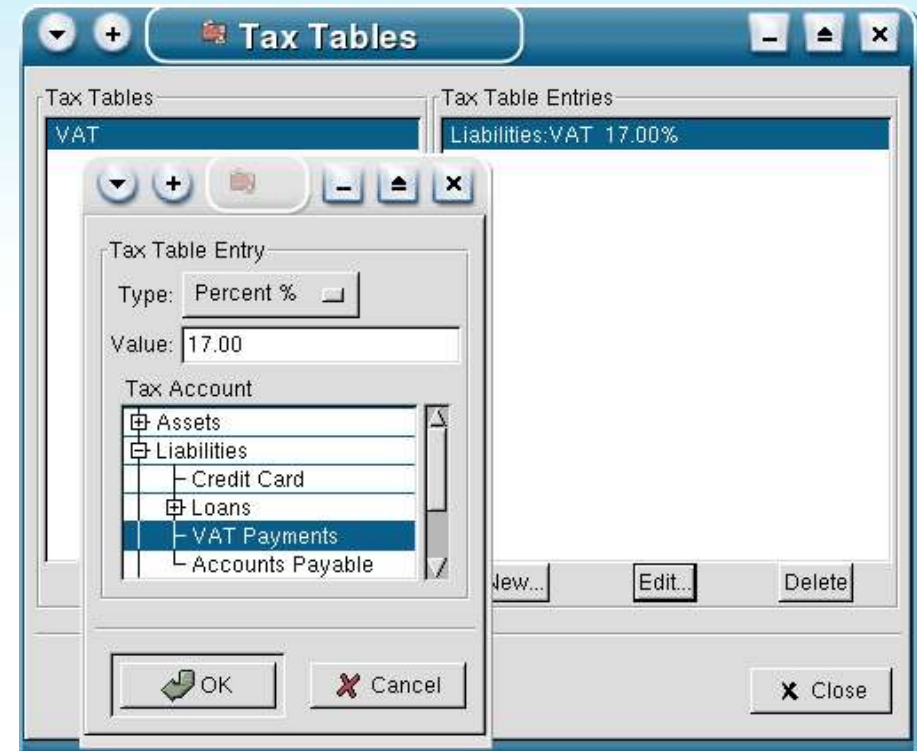 Tax Tables
Tax Tables
Tax Table Entries
VAT
Liabilities:VAT 17.00%
Tax Table Entry
Type: Percent %
Value: 17.00
Tax Account
Assets
Liabilities
Credit Card
Loans
VAT Payments
Accounts Payable
Edit...
Delete
OK
Cancel
Close